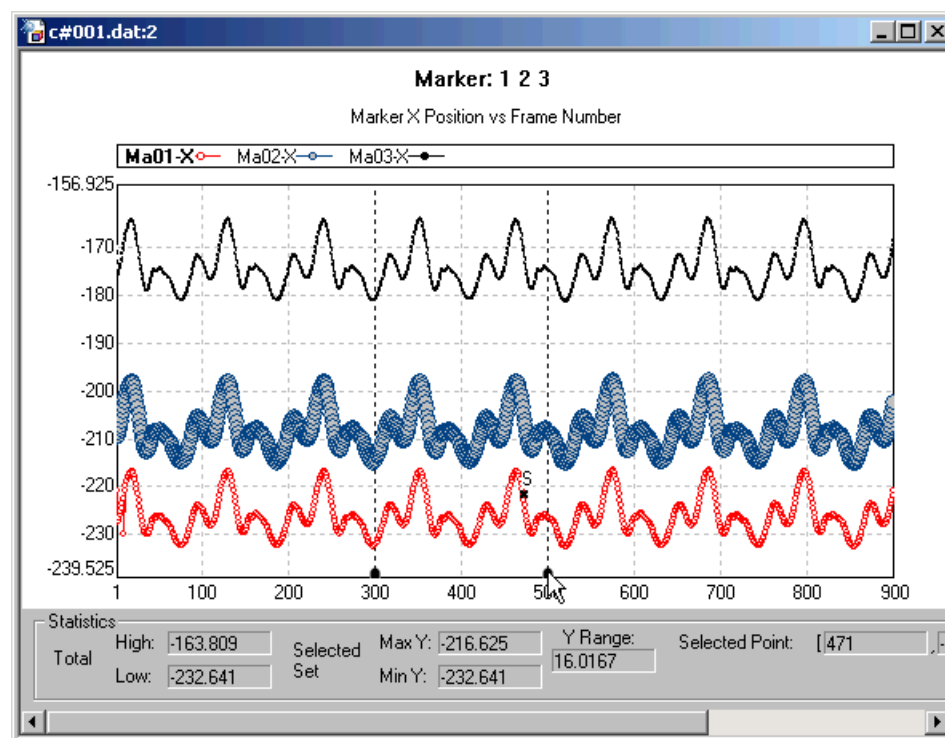 c#001.dat:2
Marker: 1 2 3
Marker X Position vs Frame Number
Ma01-X Ma02-X Ma03-X
-156.925
-170
-180
-190
-200
-210
-220
S
-230
-239.525
1 100 200 300 400 500 600 700 800 900
Statistics
Total
High: -163.809
Low: -232.641
Selected Set
Max Y: -216.625
Min Y: -232.641
Y Range:
16.0167
Selected Point: [ 471 , -